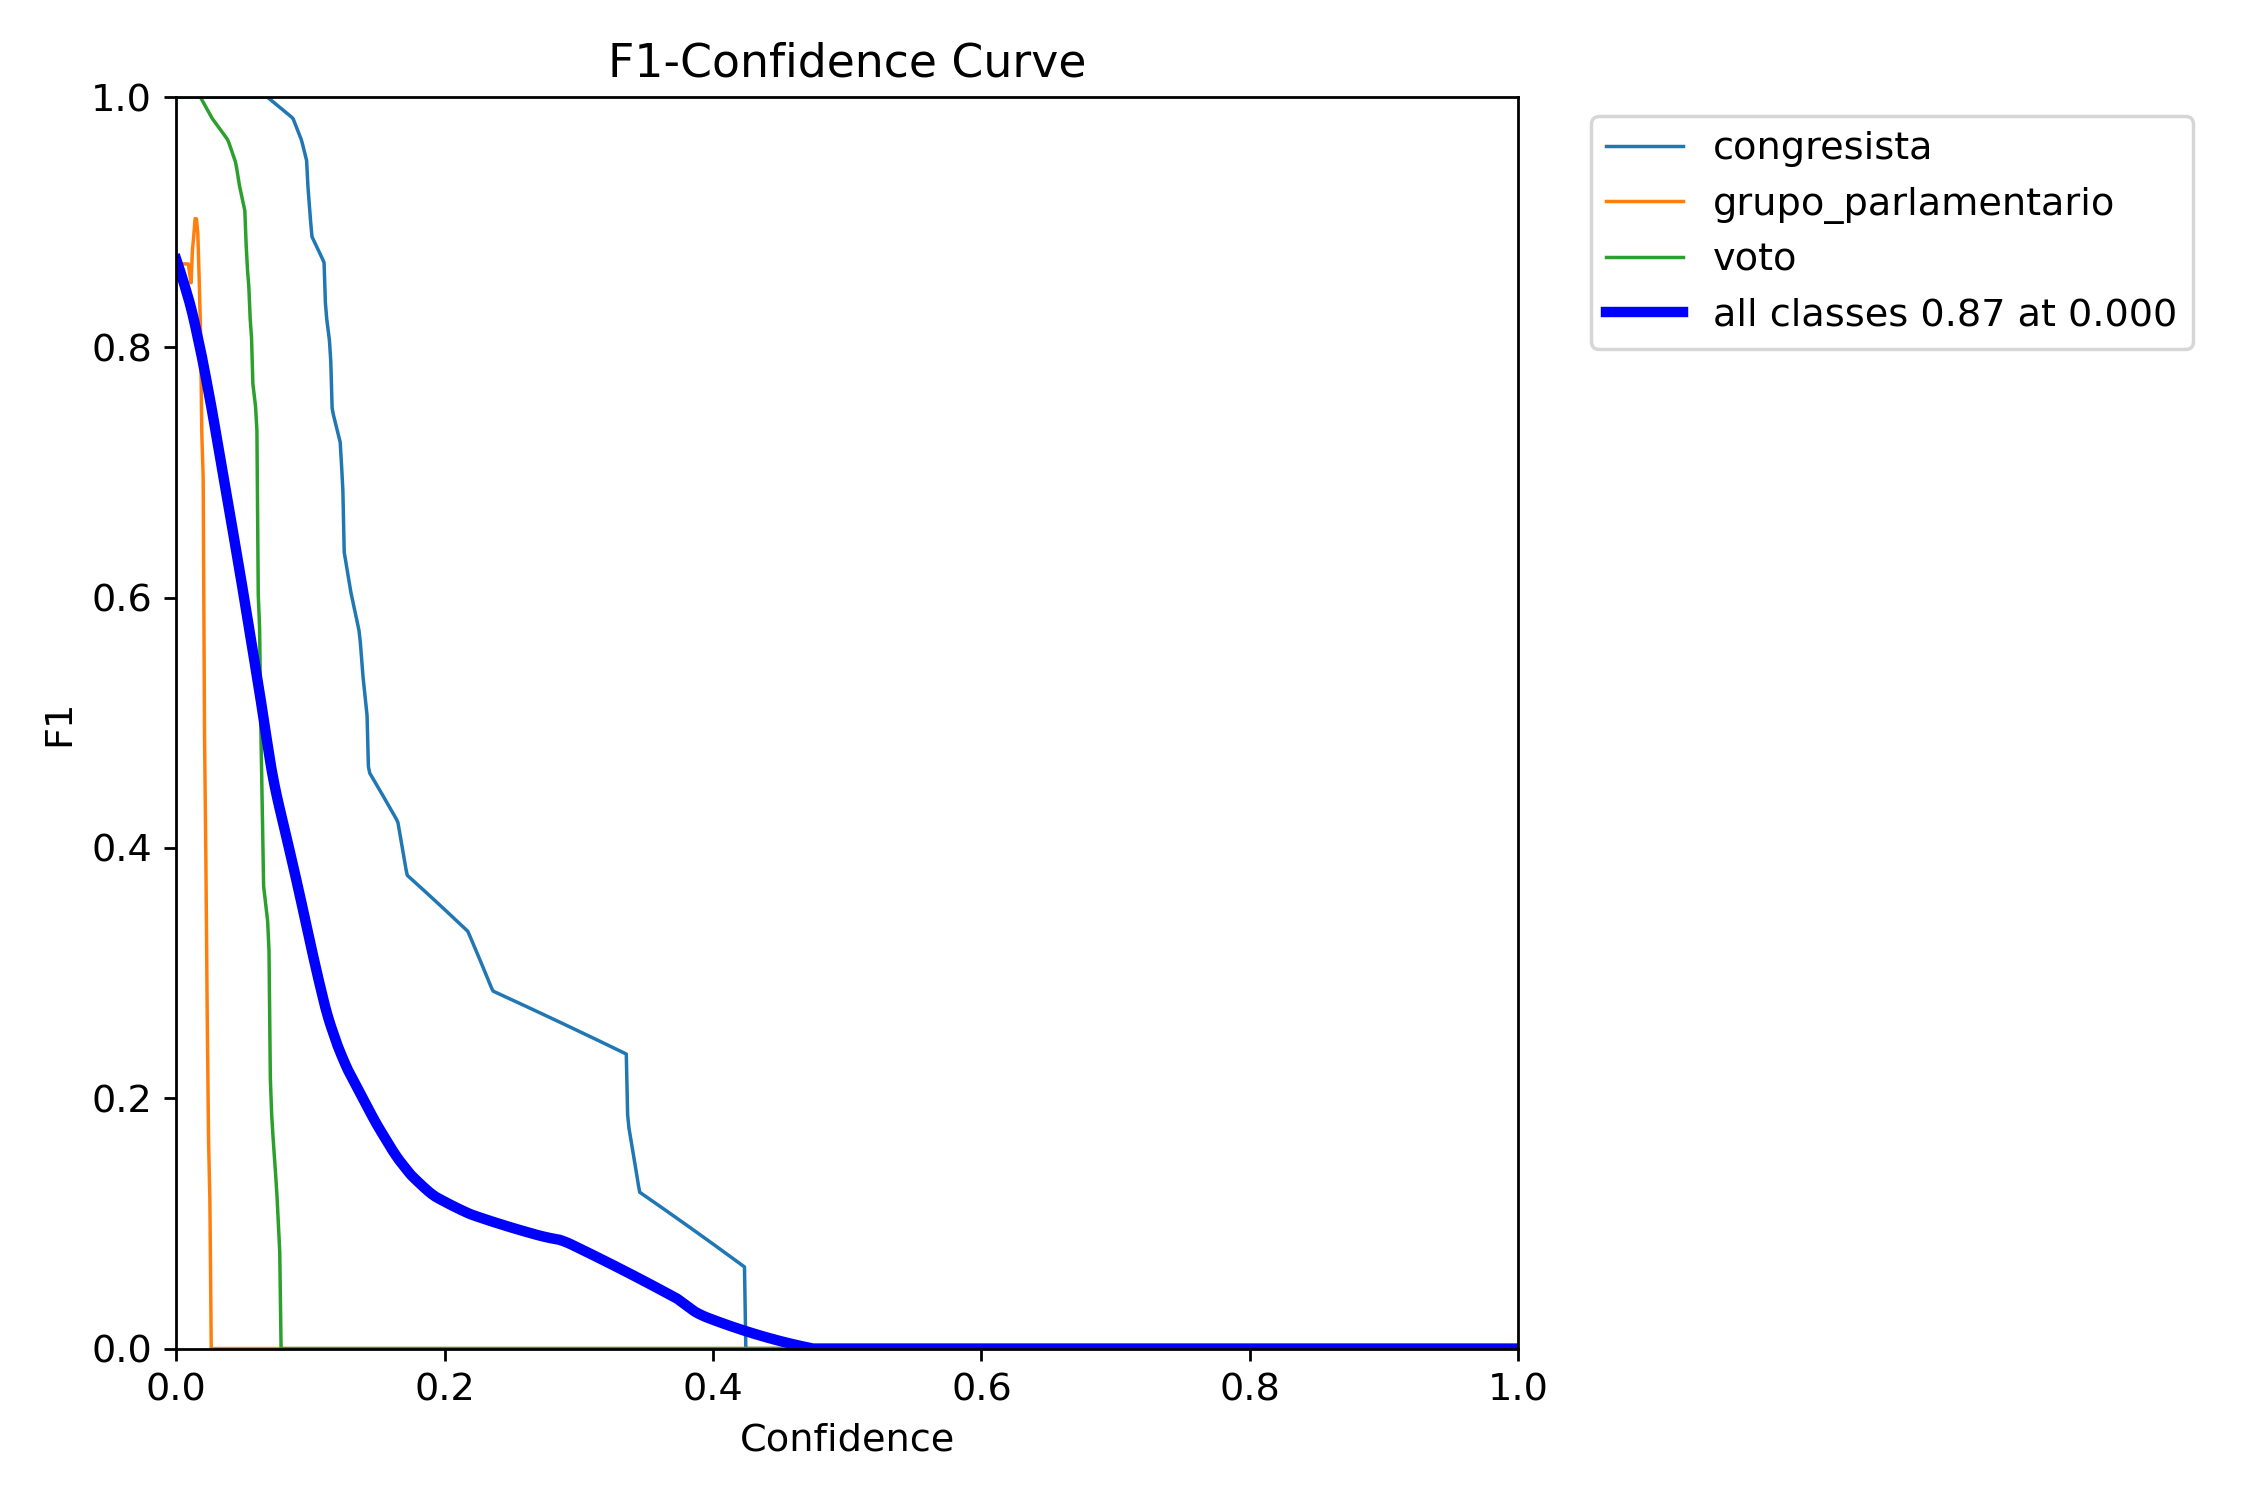 F1-Confidence Curve
1.0
0.8
0.6
0.4
0.2
0.0
F1
0.0 0.2 0.4 0.6 0.8 1.0
Confidence
congresista
grupo_parlamentario
voto
all classes 0.87 at 0.000